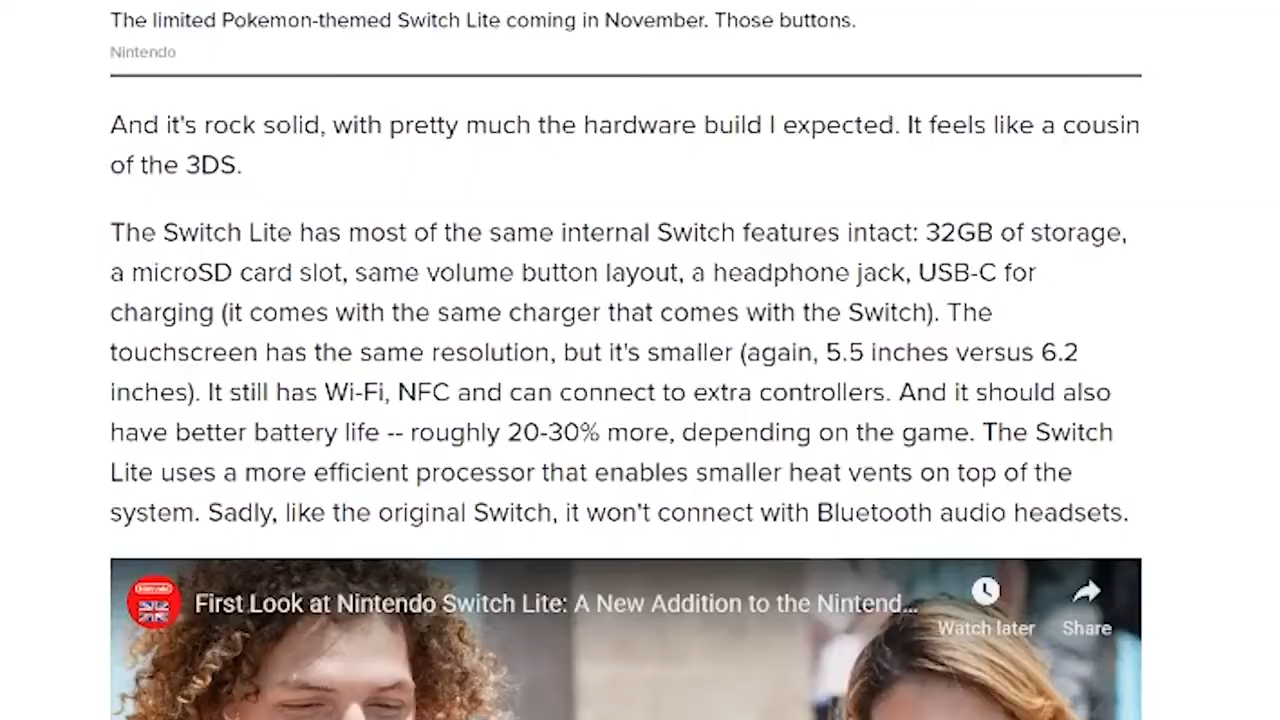 The limited Pokemon-themed Switch Lite coming in November. Those buttons.
Nintendo
And it's rock solid, with pretty much the hardware build I expected. It feels like a cousin
of the 3DS.
The Switch Lite has most of the same internal Switch features intact: 32GB of storage,
a microSD card slot, same volume button layout, a headphone jack, USB-C for
charging (it comes with the same charger that comes with the Switch). The
touchscreen has the same resolution, but it's smaller (again, 5.5 inches versus 6.2
inches). It still has Wi-Fi, NFC and can connect to extra controllers. And it should also
have better battery life -- roughly 20-30% more, depending on the game. The Switch
Lite uses a more efficient processor that enables smaller heat vents on top of the
system. Sadly, like the original Switch, it won't connect with Bluetooth audio headsets.
Nintendo
First Look at Nintendo Switch Lite: A New Addition to the Nintend...
Watch later
Share